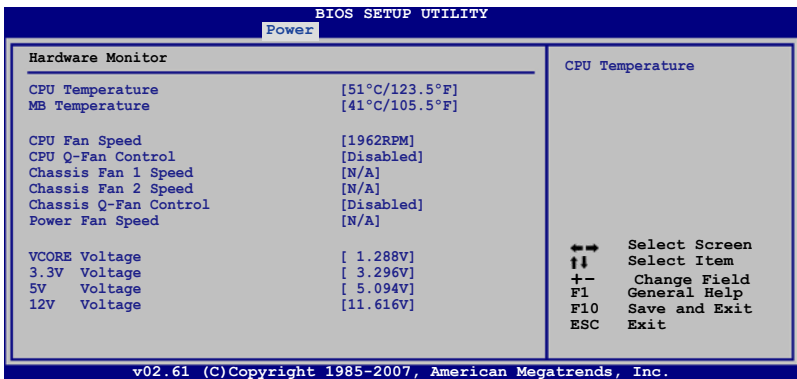 BIOS SETUP UTILITY
Power
Hardware Monitor
CPU Temperature [51°C/123.5°F]
MB Temperature [41°C/105.5°F]
CPU Fan Speed [1962RPM]
CPU Q-Fan Control [Disabled]
Chassis Fan 1 Speed [N/A]
Chassis Fan 2 Speed [N/A]
Chassis Q-Fan Control [Disabled]
Power Fan Speed [N/A]
VCORE Voltage [ 1.288V]
3.3V Voltage [ 3.296V]
5V Voltage [ 5.094V]
12V Voltage [11.616V]
CPU Temperature
←→ Select Screen
↑↓ Select Item
+- Change Field
F1 General Help
F10 Save and Exit
ESC Exit
v02.61 (C)Copyright 1985-2007, American Megatrends, Inc.